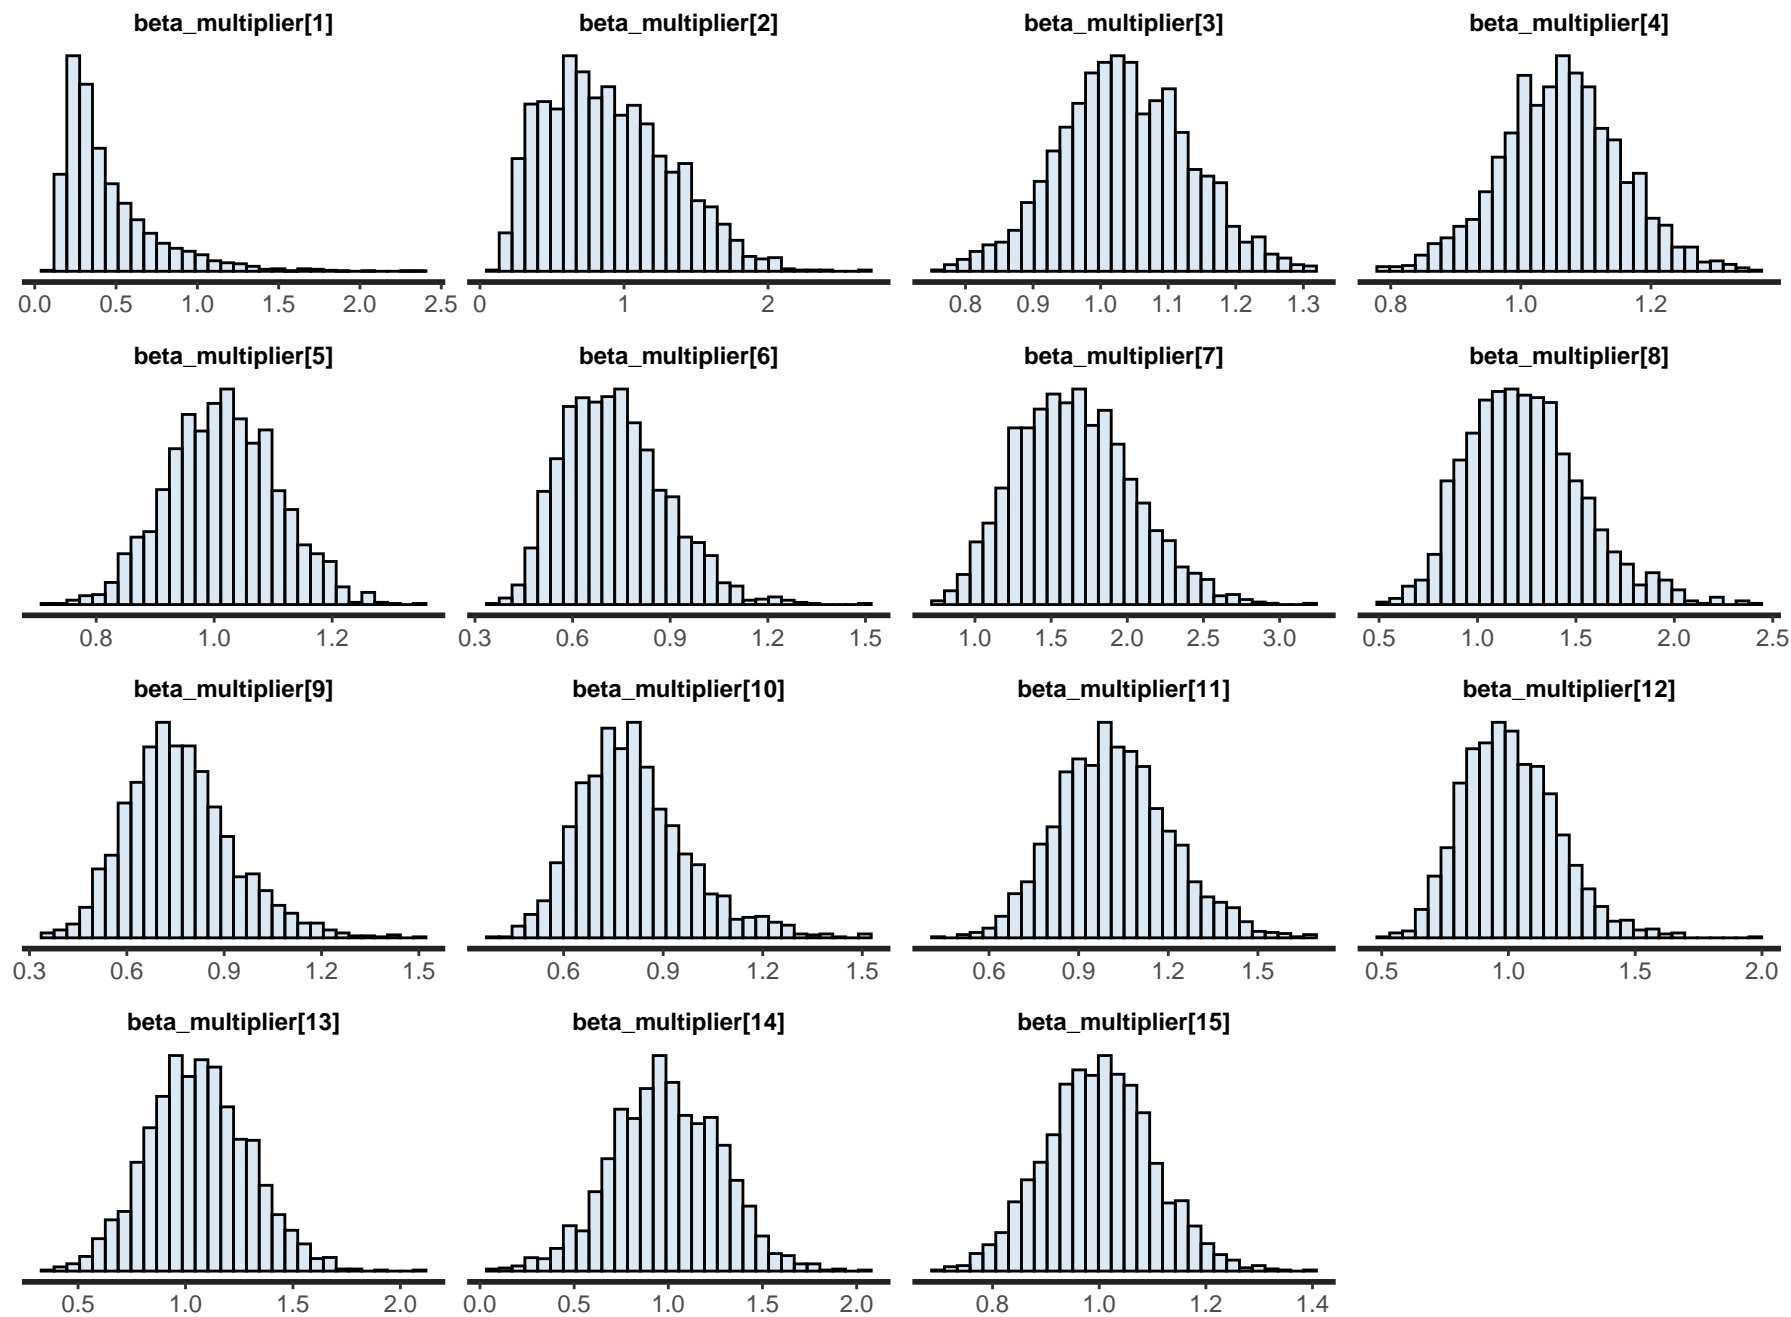 beta_multiplier[1] beta_multiplier[2] beta_multiplier[3] beta_multiplier[4]
0.0 0.5 1.0 1.5 2.0 2.5 0 1 2 0.8 0.9 1.0 1.1 1.2 1.3 0.8 1.0 1.2
beta_multiplier[5] beta_multiplier[6] beta_multiplier[7] beta_multiplier[8]
0.8 1.0 1.2 0.3 0.6 0.9 1.2 1.5 1.0 1.5 2.0 2.5 3.0 0.5 1.0 1.5 2.0 2.5
beta_multiplier[9] beta_multiplier[10] beta_multiplier[11] beta_multiplier[12]
0.3 0.6 0.9 1.2 1.5 0.6 0.9 1.2 1.5 0.6 0.9 1.2 1.5 0.5 1.0 1.5 2.0
beta_multiplier[13] beta_multiplier[14] beta_multiplier[15]
0.5 1.0 1.5 2.0 0.0 0.5 1.0 1.5 2.0 0.8 1.0 1.2 1.4